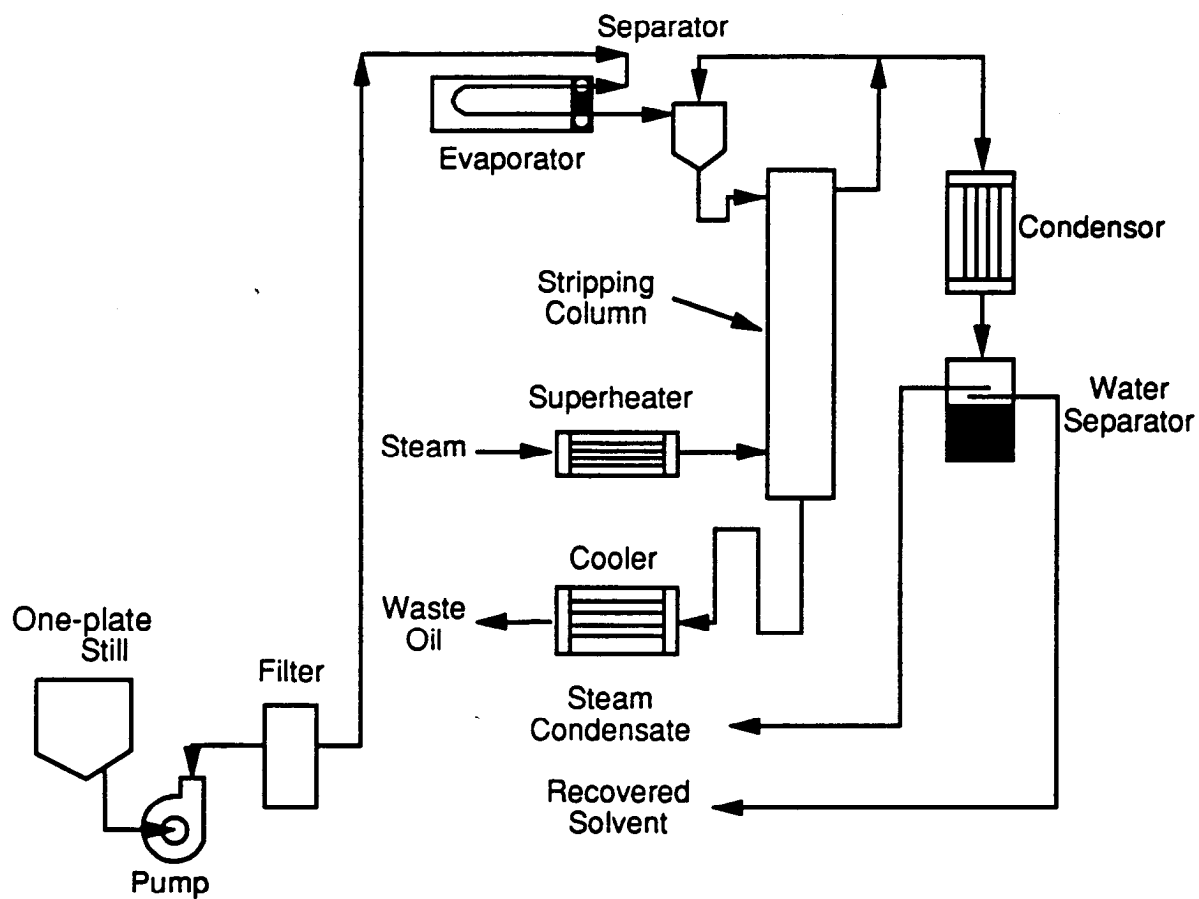 Separator
Evaporator
Condensor
Stripping
Column
Superheater
Steam
Water
Separator
Cooler
Waste
Oil
One-plate
Still
Filter
Steam
Condensate
Recovered
Solvent
Pump